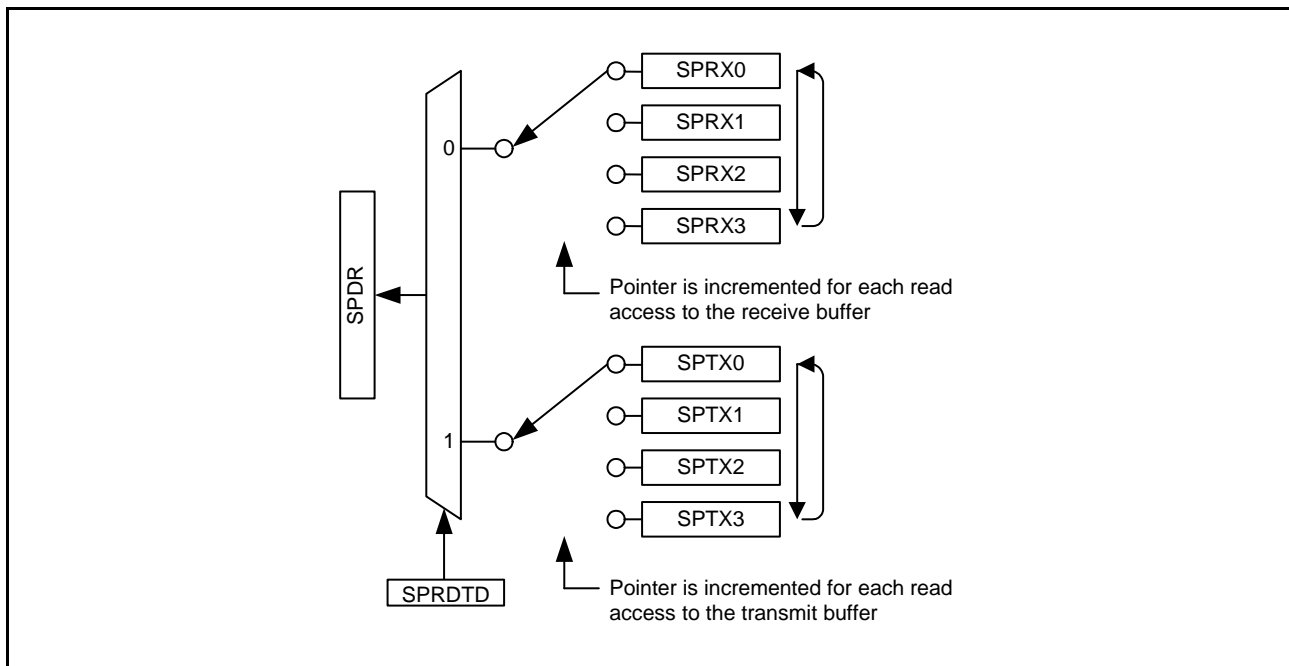 SPRX0
SPRX1
0
SPRX2
SPRX3
SPDR
Pointer is incremented for each read
access to the receive buffer
SPTX0
SPTX1
1
SPTX2
SPTX3
SPRDTD
Pointer is incremented for each read
access to the transmit buffer